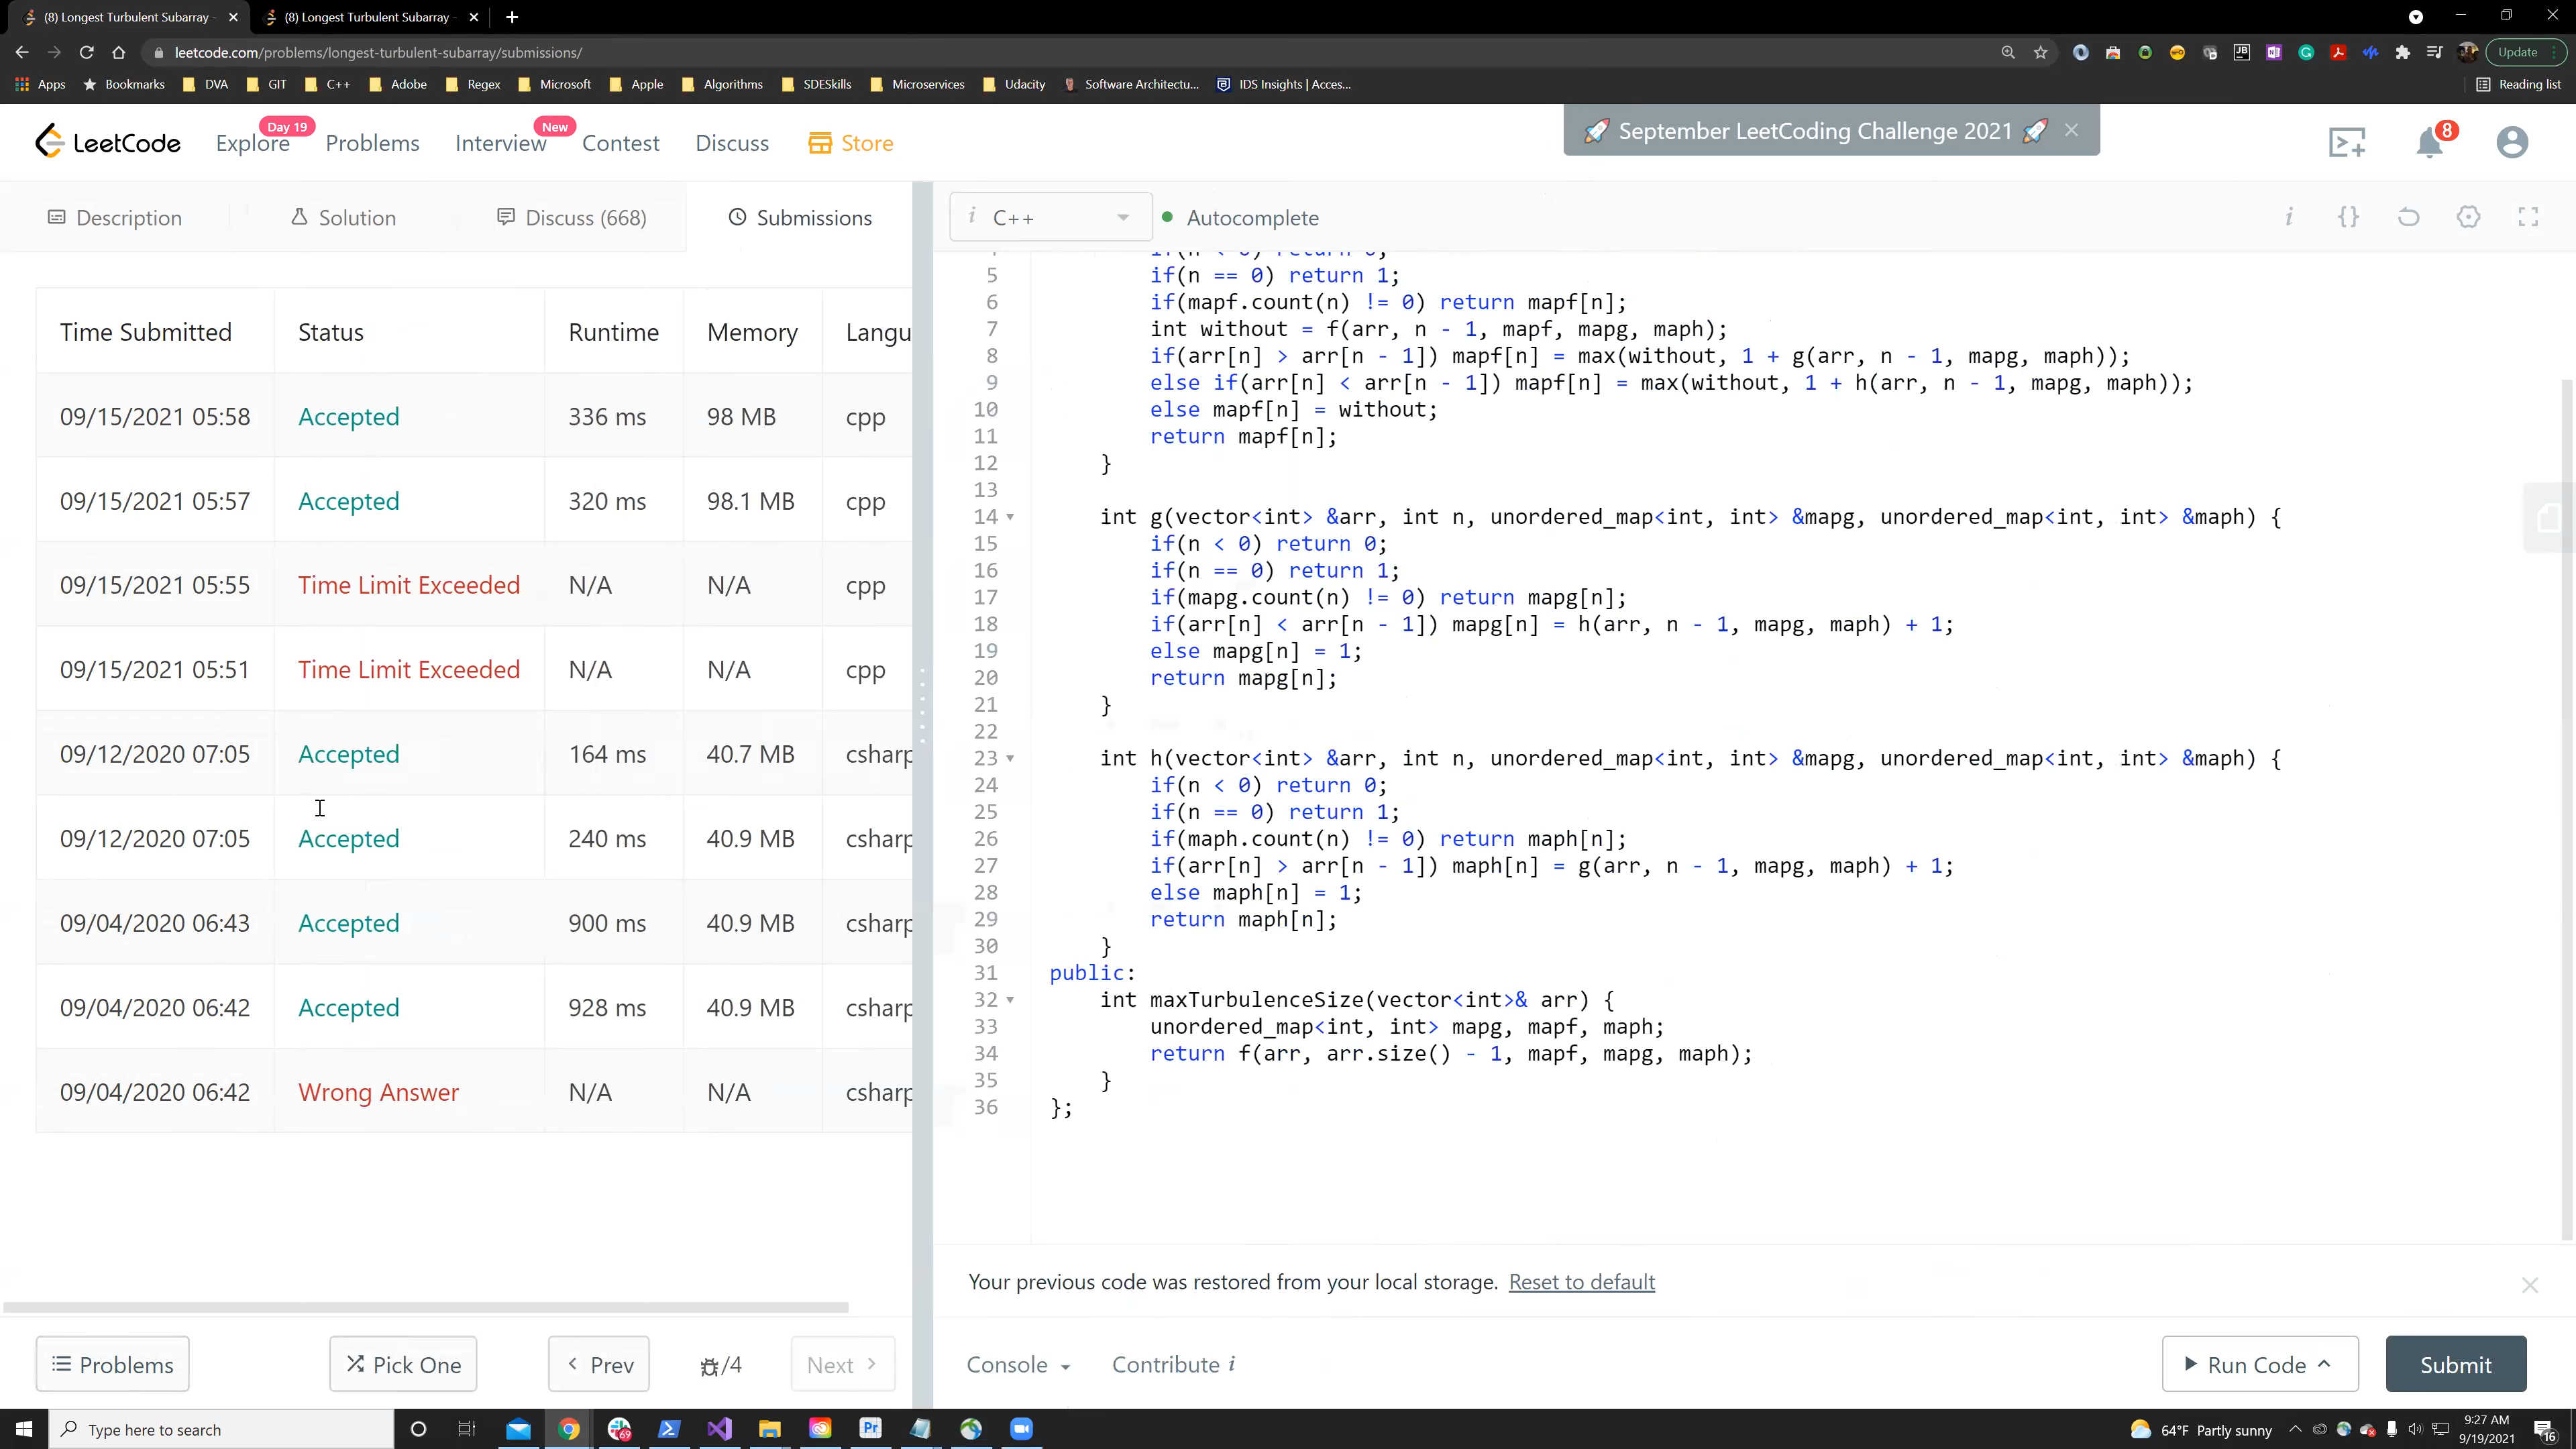 (8) Longest Turbulent Subarray -
(8) Longest Turbulent Subarray -
leetcode.com/problems/longest-turbulent-subarray/submissions/
Update
Apps
Bookmarks
DVA
GIT
C++
Adobe
Regex
Microsoft
Apple
Algorithms
SDESkills
Microservices
Udacity
Software Architectu...
IDS Insights | Acces...
Reading list
LeetCode
Explore
Day 19
Problems
Interview
New
Contest
Discuss
Store
September LeetCoding Challenge 2021
8
Description
Solution
Discuss (668)
Submissions
i C++
Autocomplete
Time Submitted Status Runtime Memory Langu
09/15/2021 05:58 Accepted 336 ms 98 MB cpp
09/15/2021 05:57 Accepted 320 ms 98.1 MB cpp
09/15/2021 05:55 Time Limit Exceeded N/A N/A cpp
09/15/2021 05:51 Time Limit Exceeded N/A N/A cpp
09/12/2020 07:05 Accepted 164 ms 40.7 MB csharp
09/12/2020 07:05 Accepted 240 ms 40.9 MB csharp
09/04/2020 06:43 Accepted 900 ms 40.9 MB csharp
09/04/2020 06:42 Accepted 928 ms 40.9 MB csharp
09/04/2020 06:42 Wrong Answer N/A N/A csharp
5 if(n == 0) return 1;
6 if(mapf.count(n) != 0) return mapf[n];
7 int without = f(arr, n - 1, mapf, mapg, maph);
8 if(arr[n] > arr[n - 1]) mapf[n] = max(without, 1 + g(arr, n - 1, mapg, maph));
9 else if(arr[n] < arr[n - 1]) mapf[n] = max(without, 1 + h(arr, n - 1, mapg, maph));
10 else mapf[n] = without;
11 return mapf[n];
12 }
13
14 int g(vector<int> &arr, int n, unordered_map<int, int> &mapg, unordered_map<int, int> &maph) {
15 if(n < 0) return 0;
16 if(n == 0) return 1;
17 if(mapg.count(n) != 0) return mapg[n];
18 if(arr[n] < arr[n - 1]) mapg[n] = h(arr, n - 1, mapg, maph) + 1;
19 else mapg[n] = 1;
20 return mapg[n];
21 }
22
23 int h(vector<int> &arr, int n, unordered_map<int, int> &mapg, unordered_map<int, int> &maph) {
24 if(n < 0) return 0;
25 if(n == 0) return 1;
26 if(maph.count(n) != 0) return maph[n];
27 if(arr[n] > arr[n - 1]) maph[n] = g(arr, n - 1, mapg, maph) + 1;
28 else maph[n] = 1;
29 return maph[n];
30 }
31 public:
32 int maxTurbulenceSize(vector<int>& arr) {
33 unordered_map<int, int> mapg, mapf, maph;
34 return f(arr, arr.size() - 1, mapf, mapg, maph);
35 }
36 };
Your previous code was restored from your local storage. Reset to default
Problems
Pick One
Prev
/4
Next
Console
Contribute i
Run Code
Submit
Type here to search
64°F Partly sunny
9:27 AM
9/19/2021
16